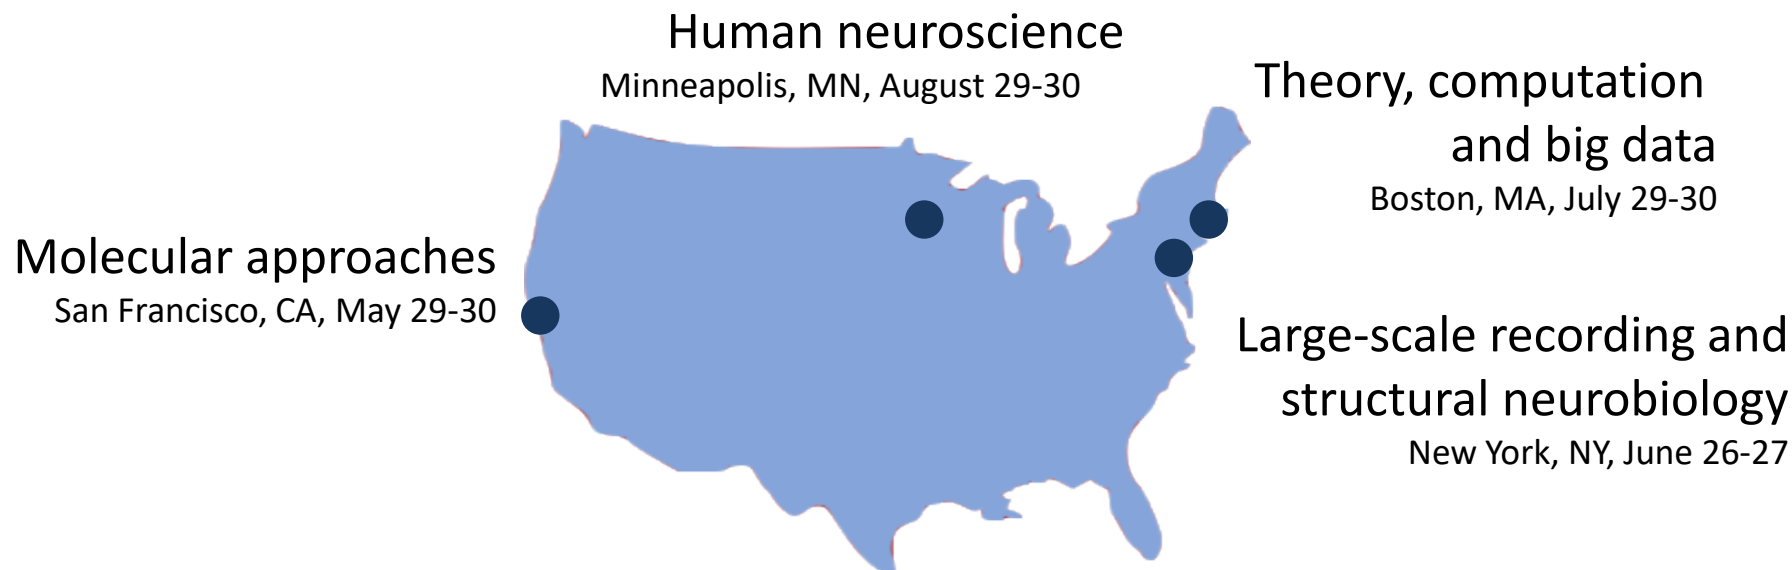 Human neuroscience
Minneapolis, MN, August 29-30
Theory, computation
and big data
Boston, MA, July 29-30
Molecular approaches
San Francisco, CA, May 29-30
Large-scale recording and
structural neurobiology
New York, NY, June 26-27